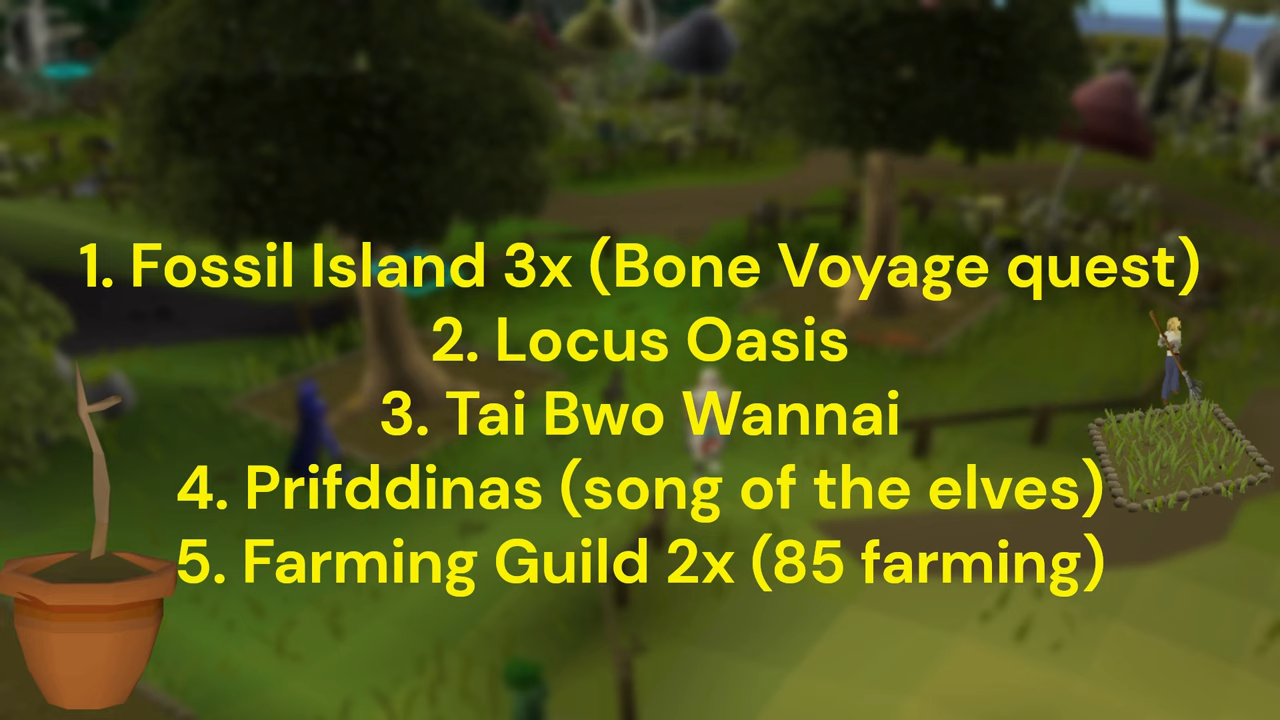 1. Fossil Island 3x (Bone Voyage quest)
2. Locus Oasis
3. Tai Bwo Wannai
4. Prifddinas (song of the elves)
5. Farming Guild 2x (85 farming)